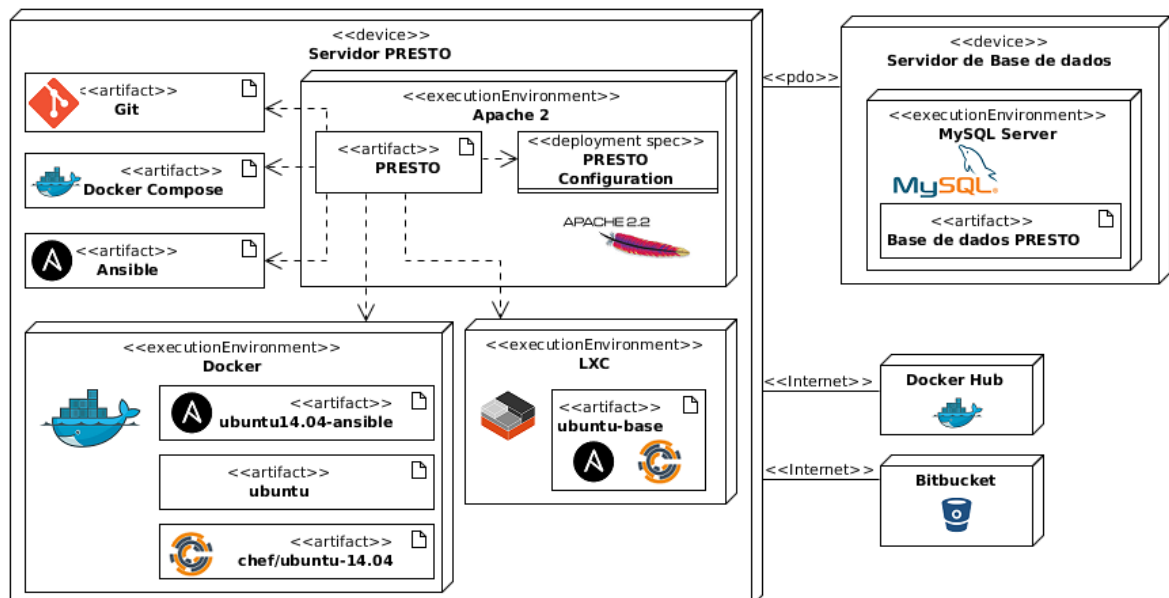 <<device>>
Servidor PRESTO
<<artifact>>
Git
<<artifact>>
Docker Compose
<<artifact>>
Ansible
<<executionEnvironment>>
Apache 2
<<artifact>>
PRESTO
<<deployment spec>>
PRESTO
Configuration
APACHE 2.2
<<executionEnvironment>>
Docker
<<artifact>>
ubuntu14.04-ansible
<<artifact>>
ubuntu
<<artifact>>
chef/ubuntu-14.04
<<executionEnvironment>>
LXC
<<artifact>>
ubuntu-base
<<pdo>>
<<device>>
Servidor de Base de dados
<<executionEnvironment>>
MySQL Server
MySQL®
<<artifact>>
Base de dados PRESTO
<<Internet>>
Docker Hub
<<Internet>>
Bitbucket